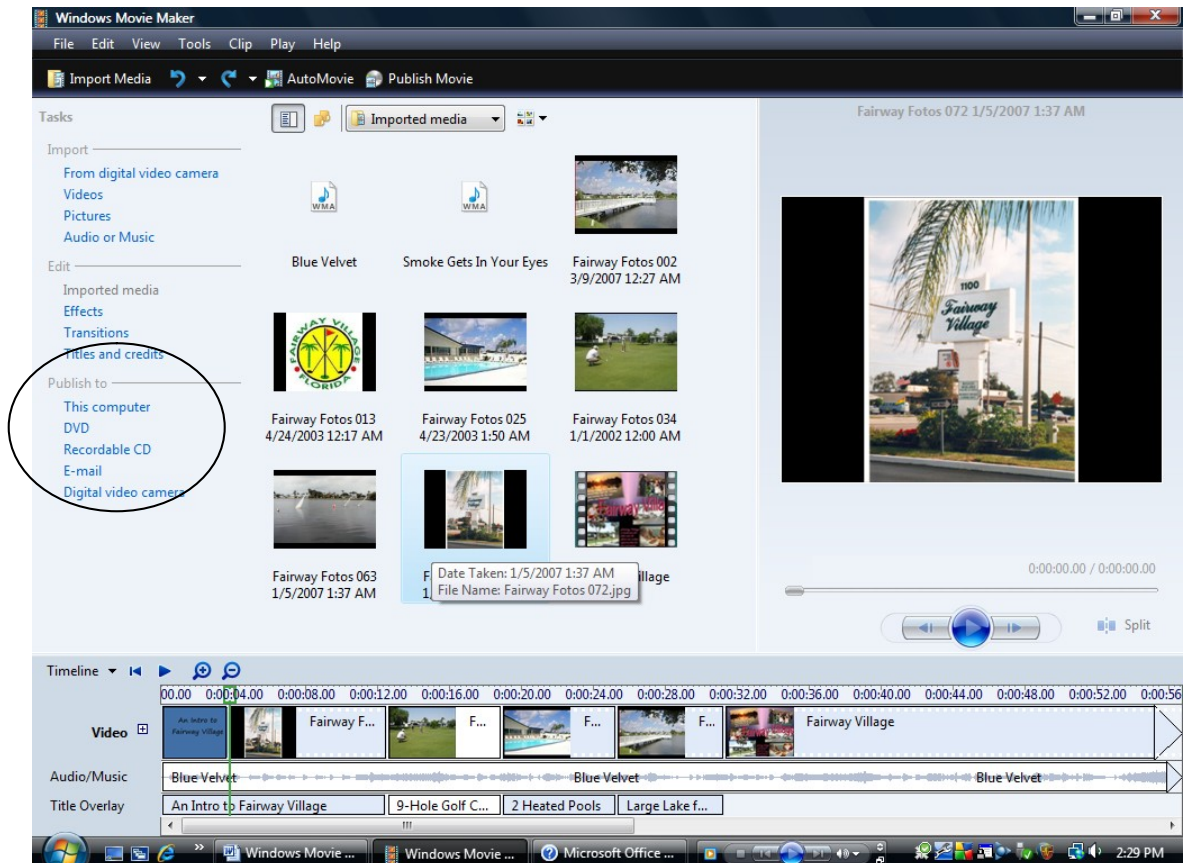 Windows Movie Maker
File Edit View Tools Clip Play Help
Import Media AutoMovie Publish Movie
Tasks
Import
From digital video camera
Videos
Pictures
Audio or Music
Edit
Imported media
Effects
Transitions
Titles and credits
Publish to
This computer
DVD
Recordable CD
E-mail
Digital video camera
Imported media
WMA
WMA
Blue Velvet
Smoke Gets In Your Eyes
Fairway Fotos 002
3/9/2007 12:27 AM
FAIRWAY VILLAGE
FLORIDA
Fairway Fotos 013
4/24/2003 12:17 AM
Fairway Fotos 025
4/23/2003 1:50 AM
Fairway Fotos 034
1/1/2002 12:00 AM
Fairway Fotos 063
1/5/2007 1:37 AM
Date Taken: 1/5/2007 1:37 AM
File Name: Fairway Fotos 072.jpg
Fairway Fotos 072 1/5/2007 1:37 AM
1100
Fairway
Village
0:00:00.00 / 0:00:00.00
Split
Timeline
00.00 0:00:04.00 0:00:08.00 0:00:12.00 0:00:16.00 0:00:20.00 0:00:24.00 0:00:28.00 0:00:32.00 0:00:36.00 0:00:40.00 0:00:44.00 0:00:48.00 0:00:52.00 0:00:56
Video
An Intro to
Fairway Village
Fairway F...
F...
F...
F...
Fairway Village
Audio/Music
Blue Velvet Blue Velvet Blue Velvet
Title Overlay
An Intro to Fairway Village
9-Hole Golf C...
2 Heated Pools
Large Lake f...
Windows Movie ...
Windows Movie ...
Microsoft Office ...
2:29 PM